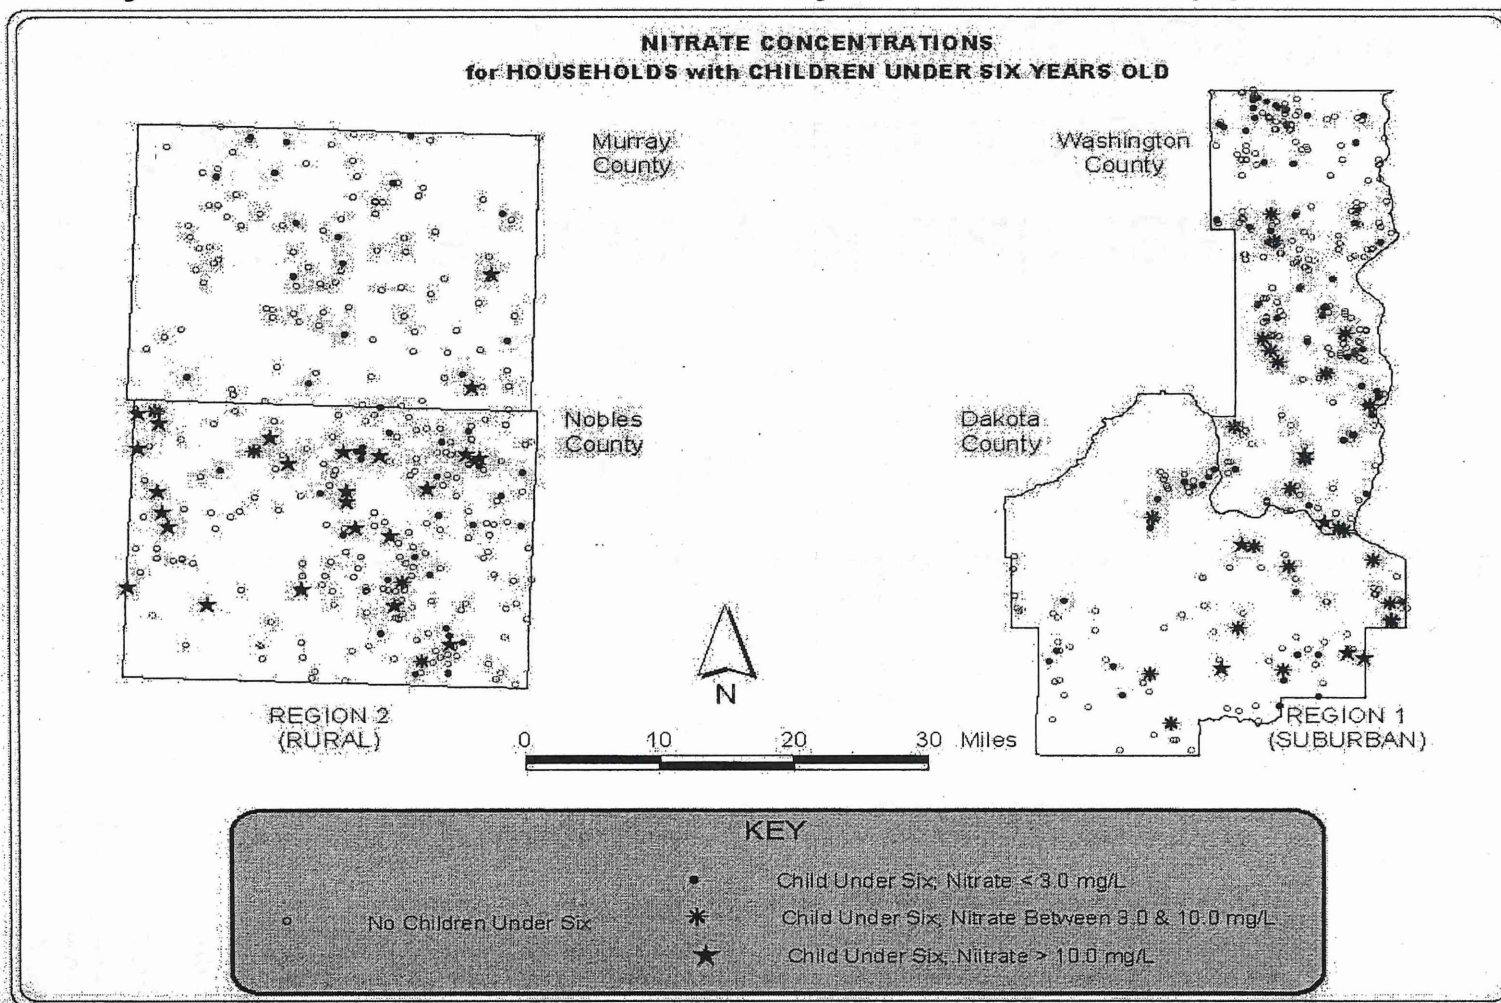 NITRATE CONCENTRATIONS
for HOUSEHOLDS with CHILDREN UNDER SIX YEARS OLD
Murray
County
Washington
County
Nobles
County
Dakota
County
REGION 2
(RURAL)
N
REGION 1
(SUBURBAN)
0 10 20 30 Miles
KEY
No Children Under Six
Child Under Six; Nitrate < 3.0 mg/L
Child Under Six; Nitrate Between 3.0 & 10.0 mg/L
Child Under Six; Niitrate > 10.0 mg/L